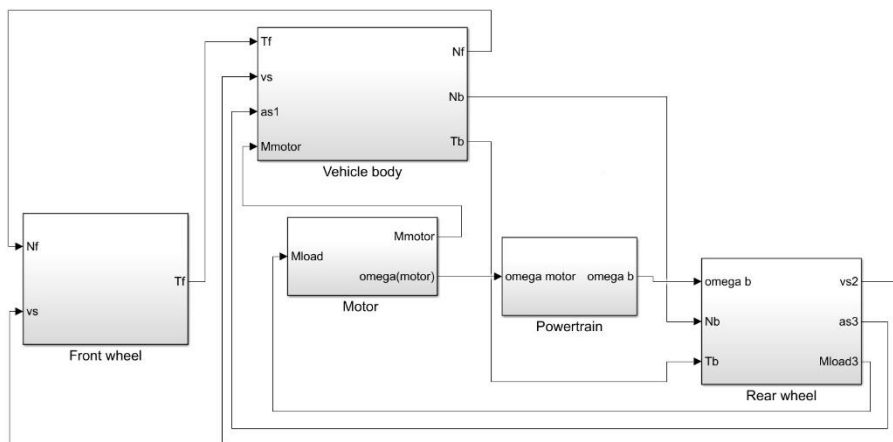 Tf
vs
as1
Mmotor
Nf
Nb
Tb
Vehicle body
Nf
vs
Tf
Front wheel
Mload
Mmotor
omega(motor)
Motor
omega motor
omega b
Powertrain
omega b
Nb
Tb
vs2
as3
Mload3
Rear wheel